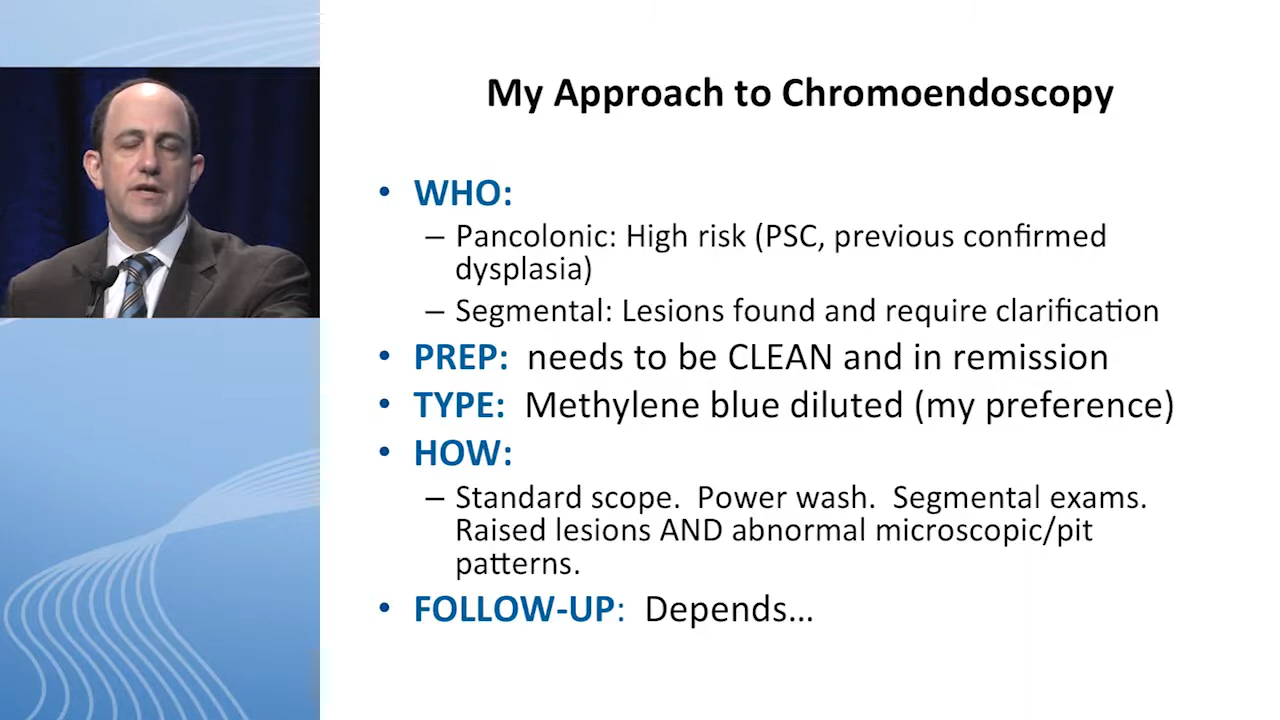 My Approach to Chromoendoscopy
• WHO:
– Pancolonic: High risk (PSC, previous confirmed
dysplasia)
– Segmental: Lesions found and require clarification
• PREP: needs to be CLEAN and in remission
• TYPE: Methylene blue diluted (my preference)
• HOW:
– Standard scope. Power wash. Segmental exams.
Raised lesions AND abnormal microscopic/pit
patterns.
• FOLLOW-UP: Depends...